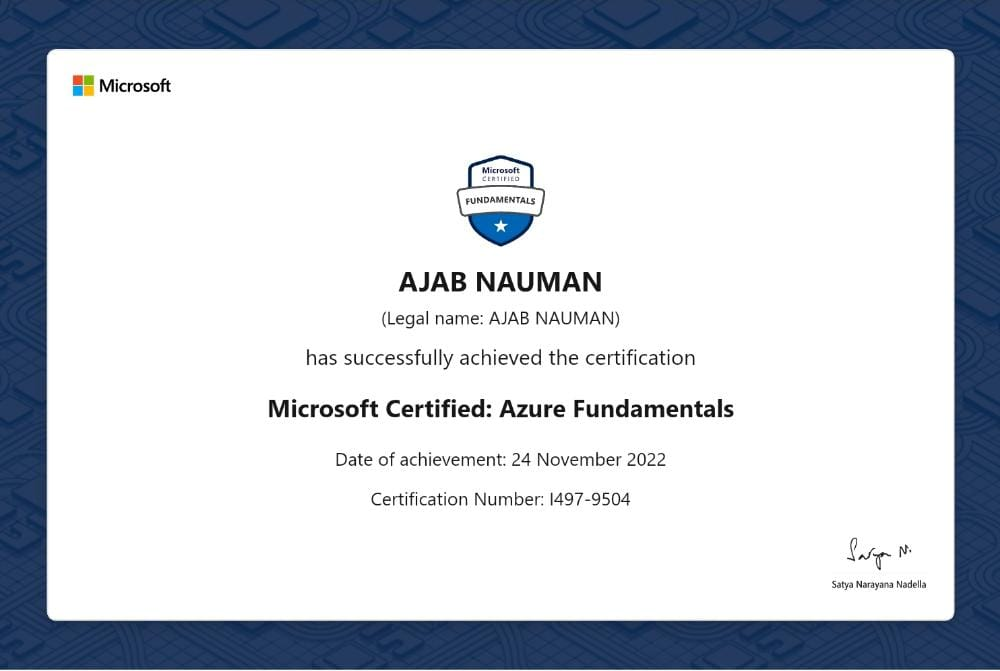 Microsoft
Microsoft
CERTIFIED
FUNDAMENTALS
AJAB NAUMAN
(Legal name: AJAB NAUMAN)
has successfully achieved the certification
Microsoft Certified: Azure Fundamentals
Date of achievement: 24 November 2022
Certification Number: I497-9504
Satya N.
Satya Narayana Nadella